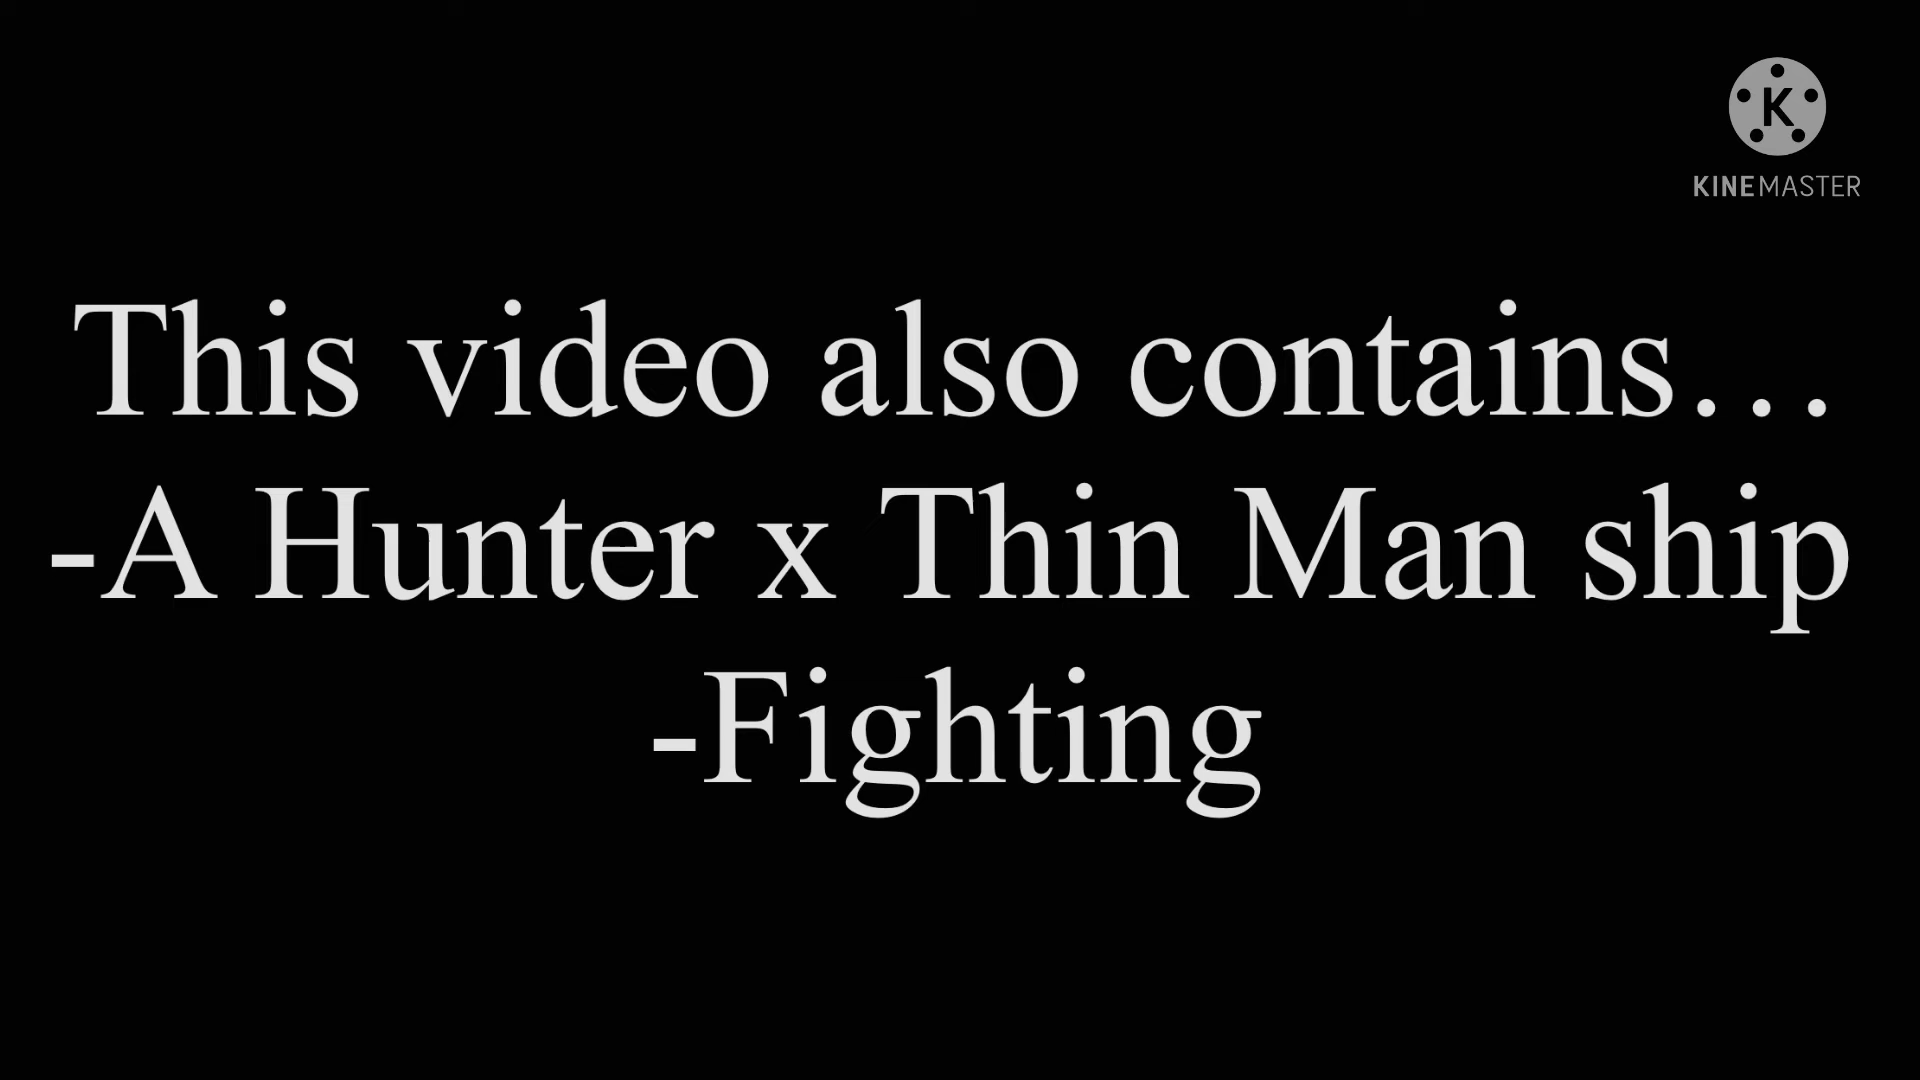 K
KINEMASTER
This video also contains...
-A Hunter x Thin Man ship
-Fighting